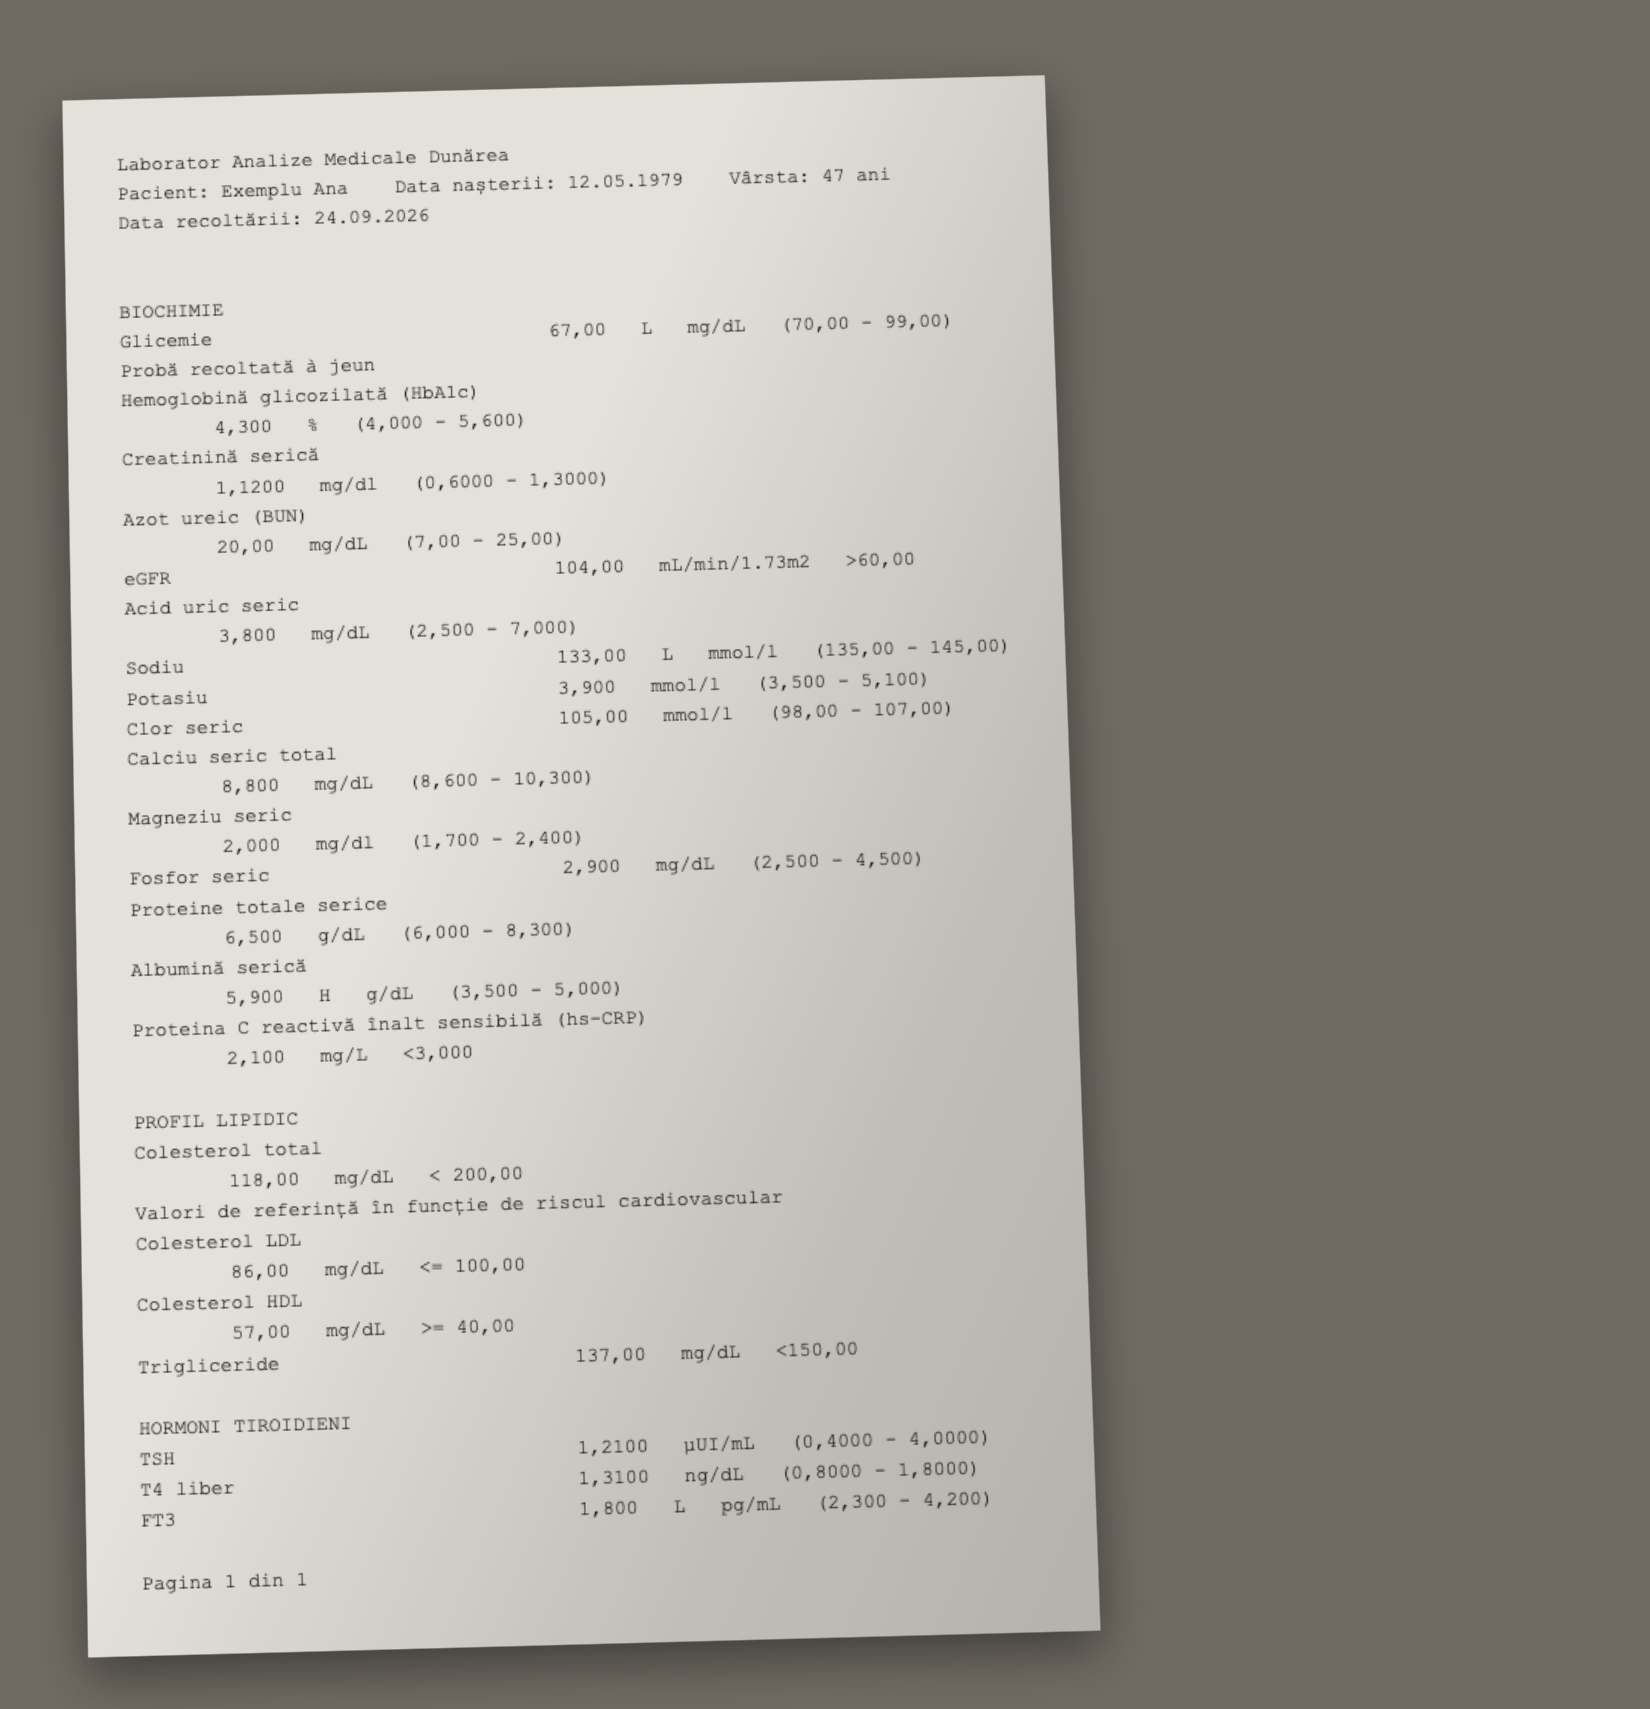 Laborator Analize Medicale Dunărea
Pacient: Exemplu Ana    Data nașterii: 12.05.1979    Vârsta: 47 ani
Data recoltării: 24.09.2026
BIOCHIMIE
Glicemie    67,00   L   mg/dL   (70,00 - 99,00)
Probă recoltată à jeun
Hemoglobină glicozilată (HbA1c)
4,300   %   (4,000 - 5,600)
Creatinină serică
1,1200   mg/dl   (0,6000 - 1,3000)
Azot ureic (BUN)
20,00   mg/dL   (7,00 - 25,00)
eGFR    104,00   mL/min/1.73m2   >60,00
Acid uric seric
3,800   mg/dL   (2,500 - 7,000)
Sodiu    133,00   L   mmol/l   (135,00 - 145,00)
Potasiu    3,900   mmol/l   (3,500 - 5,100)
Clor seric    105,00   mmol/l   (98,00 - 107,00)
Calciu seric total
8,800   mg/dL   (8,600 - 10,300)
Magneziu seric
2,000   mg/dl   (1,700 - 2,400)
Fosfor seric    2,900   mg/dL   (2,500 - 4,500)
Proteine totale serice
6,500   g/dL   (6,000 - 8,300)
Albumină serică
5,900   H   g/dL   (3,500 - 5,000)
Proteina C reactivă înalt sensibilă (hs-CRP)
2,100   mg/L   <3,000
PROFIL LIPIDIC
Colesterol total
118,00   mg/dL   < 200,00
Valori de referință în funcție de riscul cardiovascular
Colesterol LDL
86,00   mg/dL   <= 100,00
Colesterol HDL
57,00   mg/dL   >= 40,00
Trigliceride    137,00   mg/dL   <150,00
HORMONI TIROIDIENI
TSH    1,2100   µUI/mL   (0,4000 - 4,0000)
T4 liber    1,3100   ng/dL   (0,8000 - 1,8000)
FT3    1,800   L   pg/mL   (2,300 - 4,200)
Pagina 1 din 1